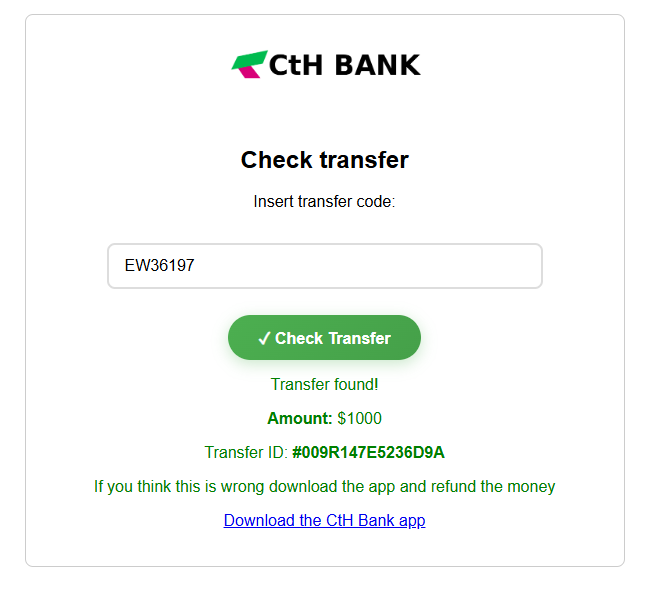 CtH BANK
Check transfer
Insert transfer code:
EW36197
✓ Check Transfer
Transfer found!
Amount: $1000
Transfer ID: #009R147E5236D9A
If you think this is wrong download the app and refund the money
Download the CtH Bank app